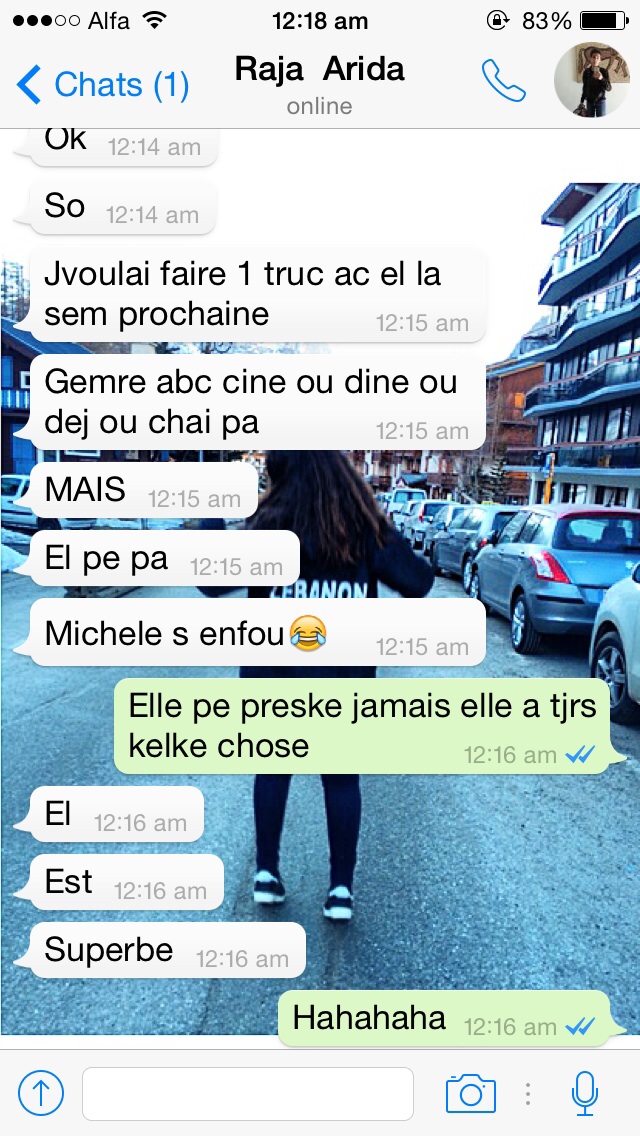 Alfa 12:18 am 83%
Chats (1) Raja Arida
online
Ok 12:14 am
So 12:14 am
Jvoulai faire 1 truc ac el la
sem prochaine 12:15 am
Gemre abc cine ou dine ou
dej ou chai pa 12:15 am
MAIS 12:15 am
El pe pa 12:15 am
LEBANON
Michele s enfou😂 12:15 am
Elle pe preske jamais elle a tjrs
kelke chose 12:16 am
El 12:16 am
Est 12:16 am
Superbe 12:16 am
Hahahaha 12:16 am